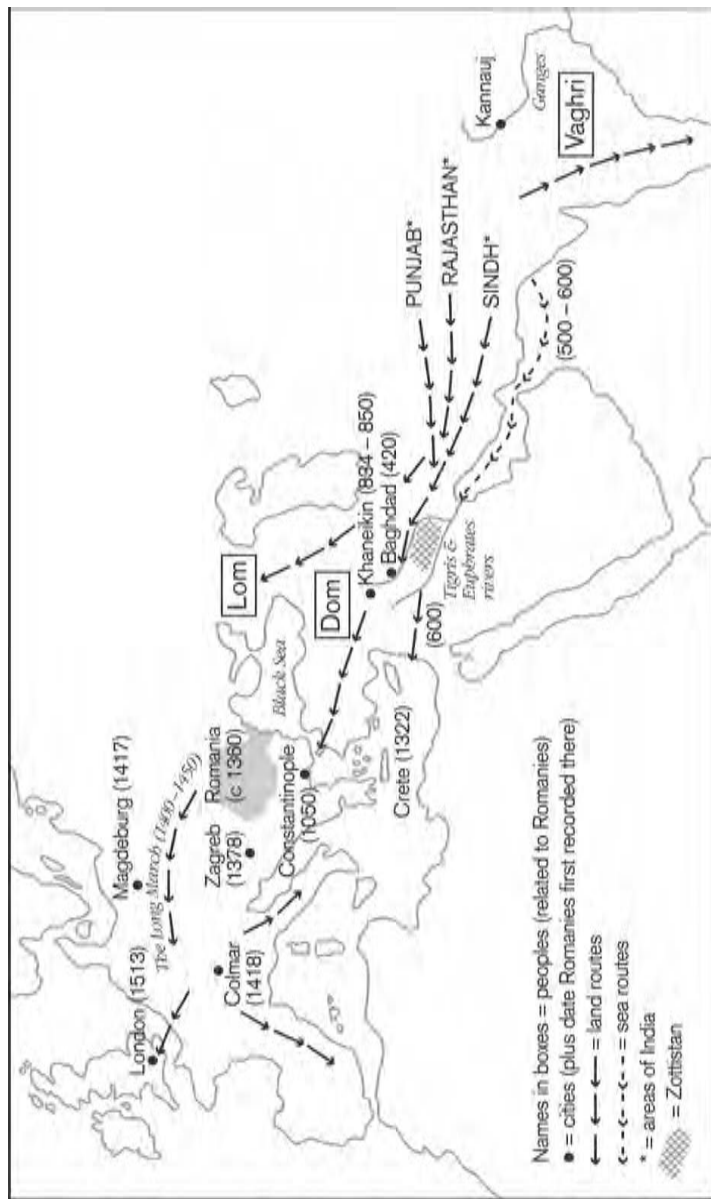 London (1513)
Magdeburg (1417)
The Long March (1300–1450)
Colmar
(1418)
Zagreb
(1378)
Romania
(c 1360)
Constantinople
(1050)
Black Sea
Crete (1322)
Lom
Dom
Khaneikin (834 – 850)
Baghdad (420)
Tigris &
Euphrates
rivers
(600)
PUNJAB*
RAJASTHAN*
SINDH*
(500 – 600)
Kannauj
Ganges
Vaghri
Names in boxes = peoples (related to Romanies)
● = cities (plus date Romanies first recorded there)
= land routes
= sea routes
* = areas of India
= Zottistan